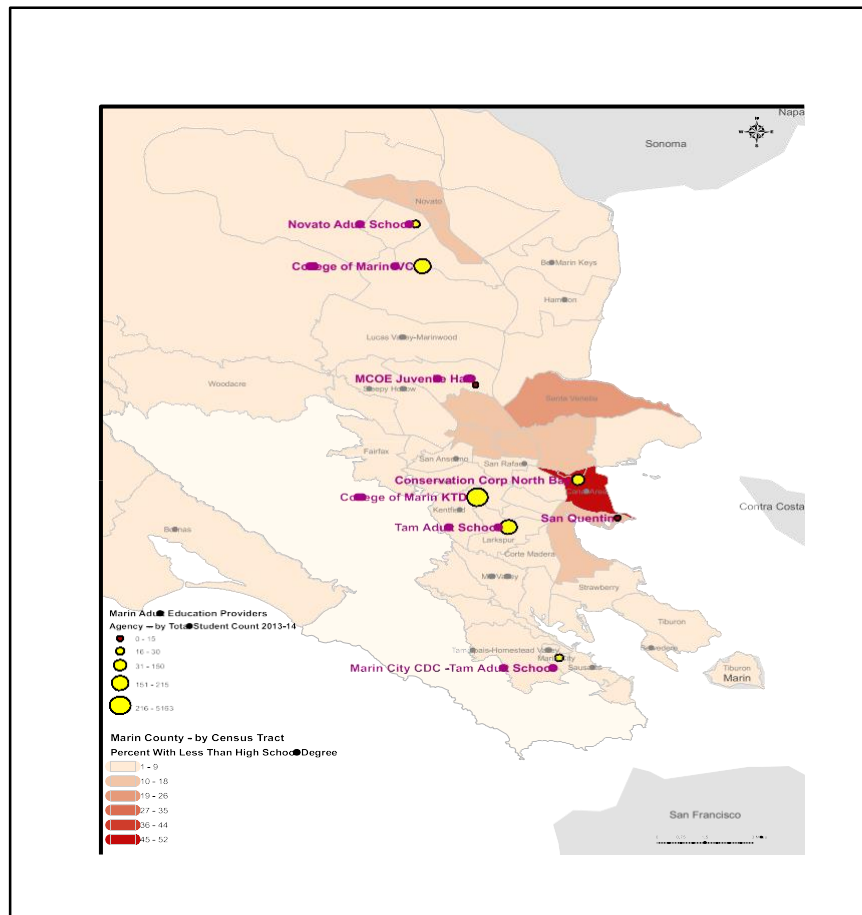 Napa
N
W E
S
Sonoma
Novato
Novato Adult School
College of Marin IVC
Bel Marin Keys
Hamilton
Lucas Valley-Marinwood
MCOE Juvenile Hall
Woodacre
Sleepy Hollow
Santa Venetia
Fairfax
San Anselmo
San Rafael
Conservation Corp North Bay
Canal Area
College of Marin KTD
Contra Costa
Kentfield
San Quentin
Tam Adult School
Bolinas
Larkspur
Corte Madera
Mill Valley
Strawberry
Marin Adult Education Providers
Agency – by Total Student Count 2013-14
0 - 15
16 - 30
31 - 150
151 - 215
216 - 5193
Tiburon
Tamalpais-Homestead Valley
Belvedere
Marin City
Marin City CDC -Tam Adult School
Sausalito
Tiburon
Marin
Marin County - by Census Tract
Percent With Less Than High School Degree
1 - 9
10 - 18
19 - 26
27 - 35
36 - 44
45 - 52
San Francisco